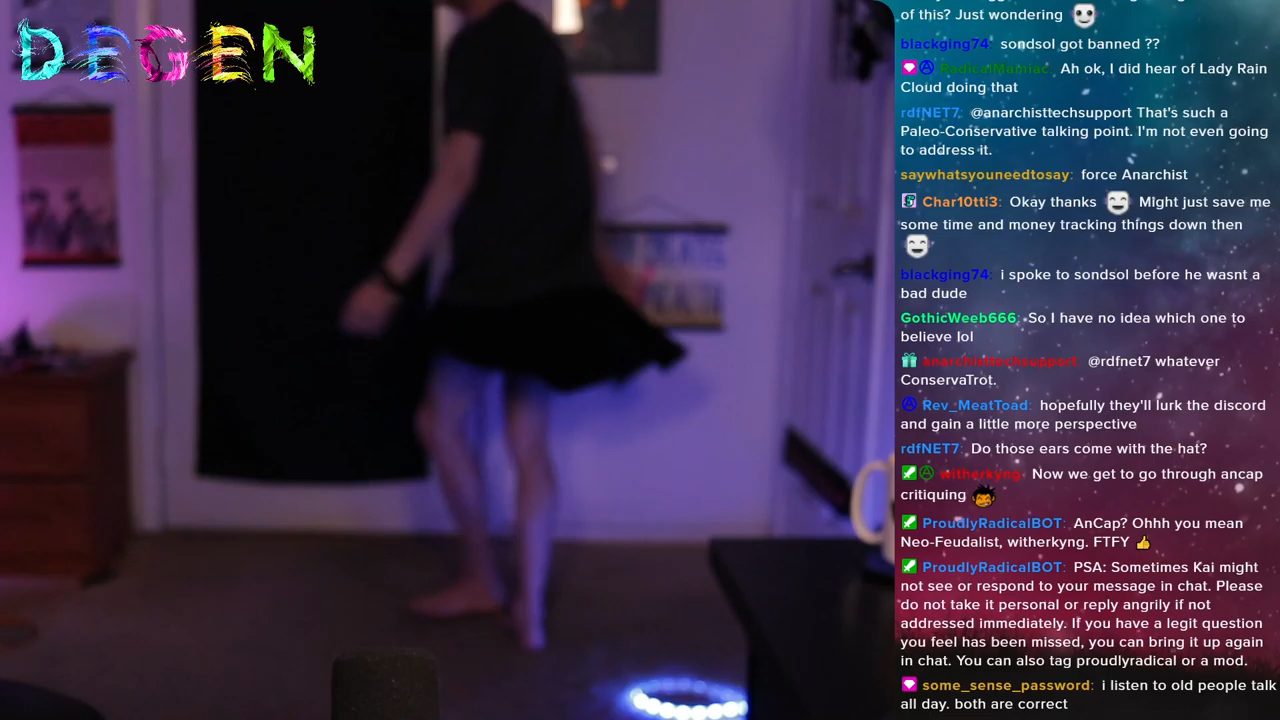 DEGEN
of this? Just wondering
blackging74: sondsol got banned ??
RadicalManiac: Ah ok, I did hear of Lady Rain
Cloud doing that
rdfNET7: @anarchisttechsupport That's such a
Paleo-Conservative talking point. I'm not even going
to address it.
saywhatsyouneedtosay: force Anarchist
Char10tti3: Okay thanks MIght just save me
some time and money tracking things down then
blackging74: i spoke to sondsol before he wasnt a
bad dude
GothicWeeb666: So I have no idea which one to
believe lol
anarchisttechsupport: @rdfnet7 whatever
ConservaTrot.
Rev_MeatToad: hopefully they'll lurk the discord
and gain a little more perspective
rdfNET7: Do those ears come with the hat?
witherkyng: Now we get to go through ancap
critiquing
ProudlyRadicalBOT: AnCap? Ohhh you mean
Neo-Feudalist, witherkyng. FTFY 👍
ProudlyRadicalBOT: PSA: Sometimes Kai might
not see or respond to your message in chat. Please
do not take it personal or reply angrily if not
addressed immediately. If you have a legit question
you feel has been missed, you can bring it up again
in chat. You can also tag proudlyradical or a mod.
some_sense_password: i listen to old people talk
all day. both are correct